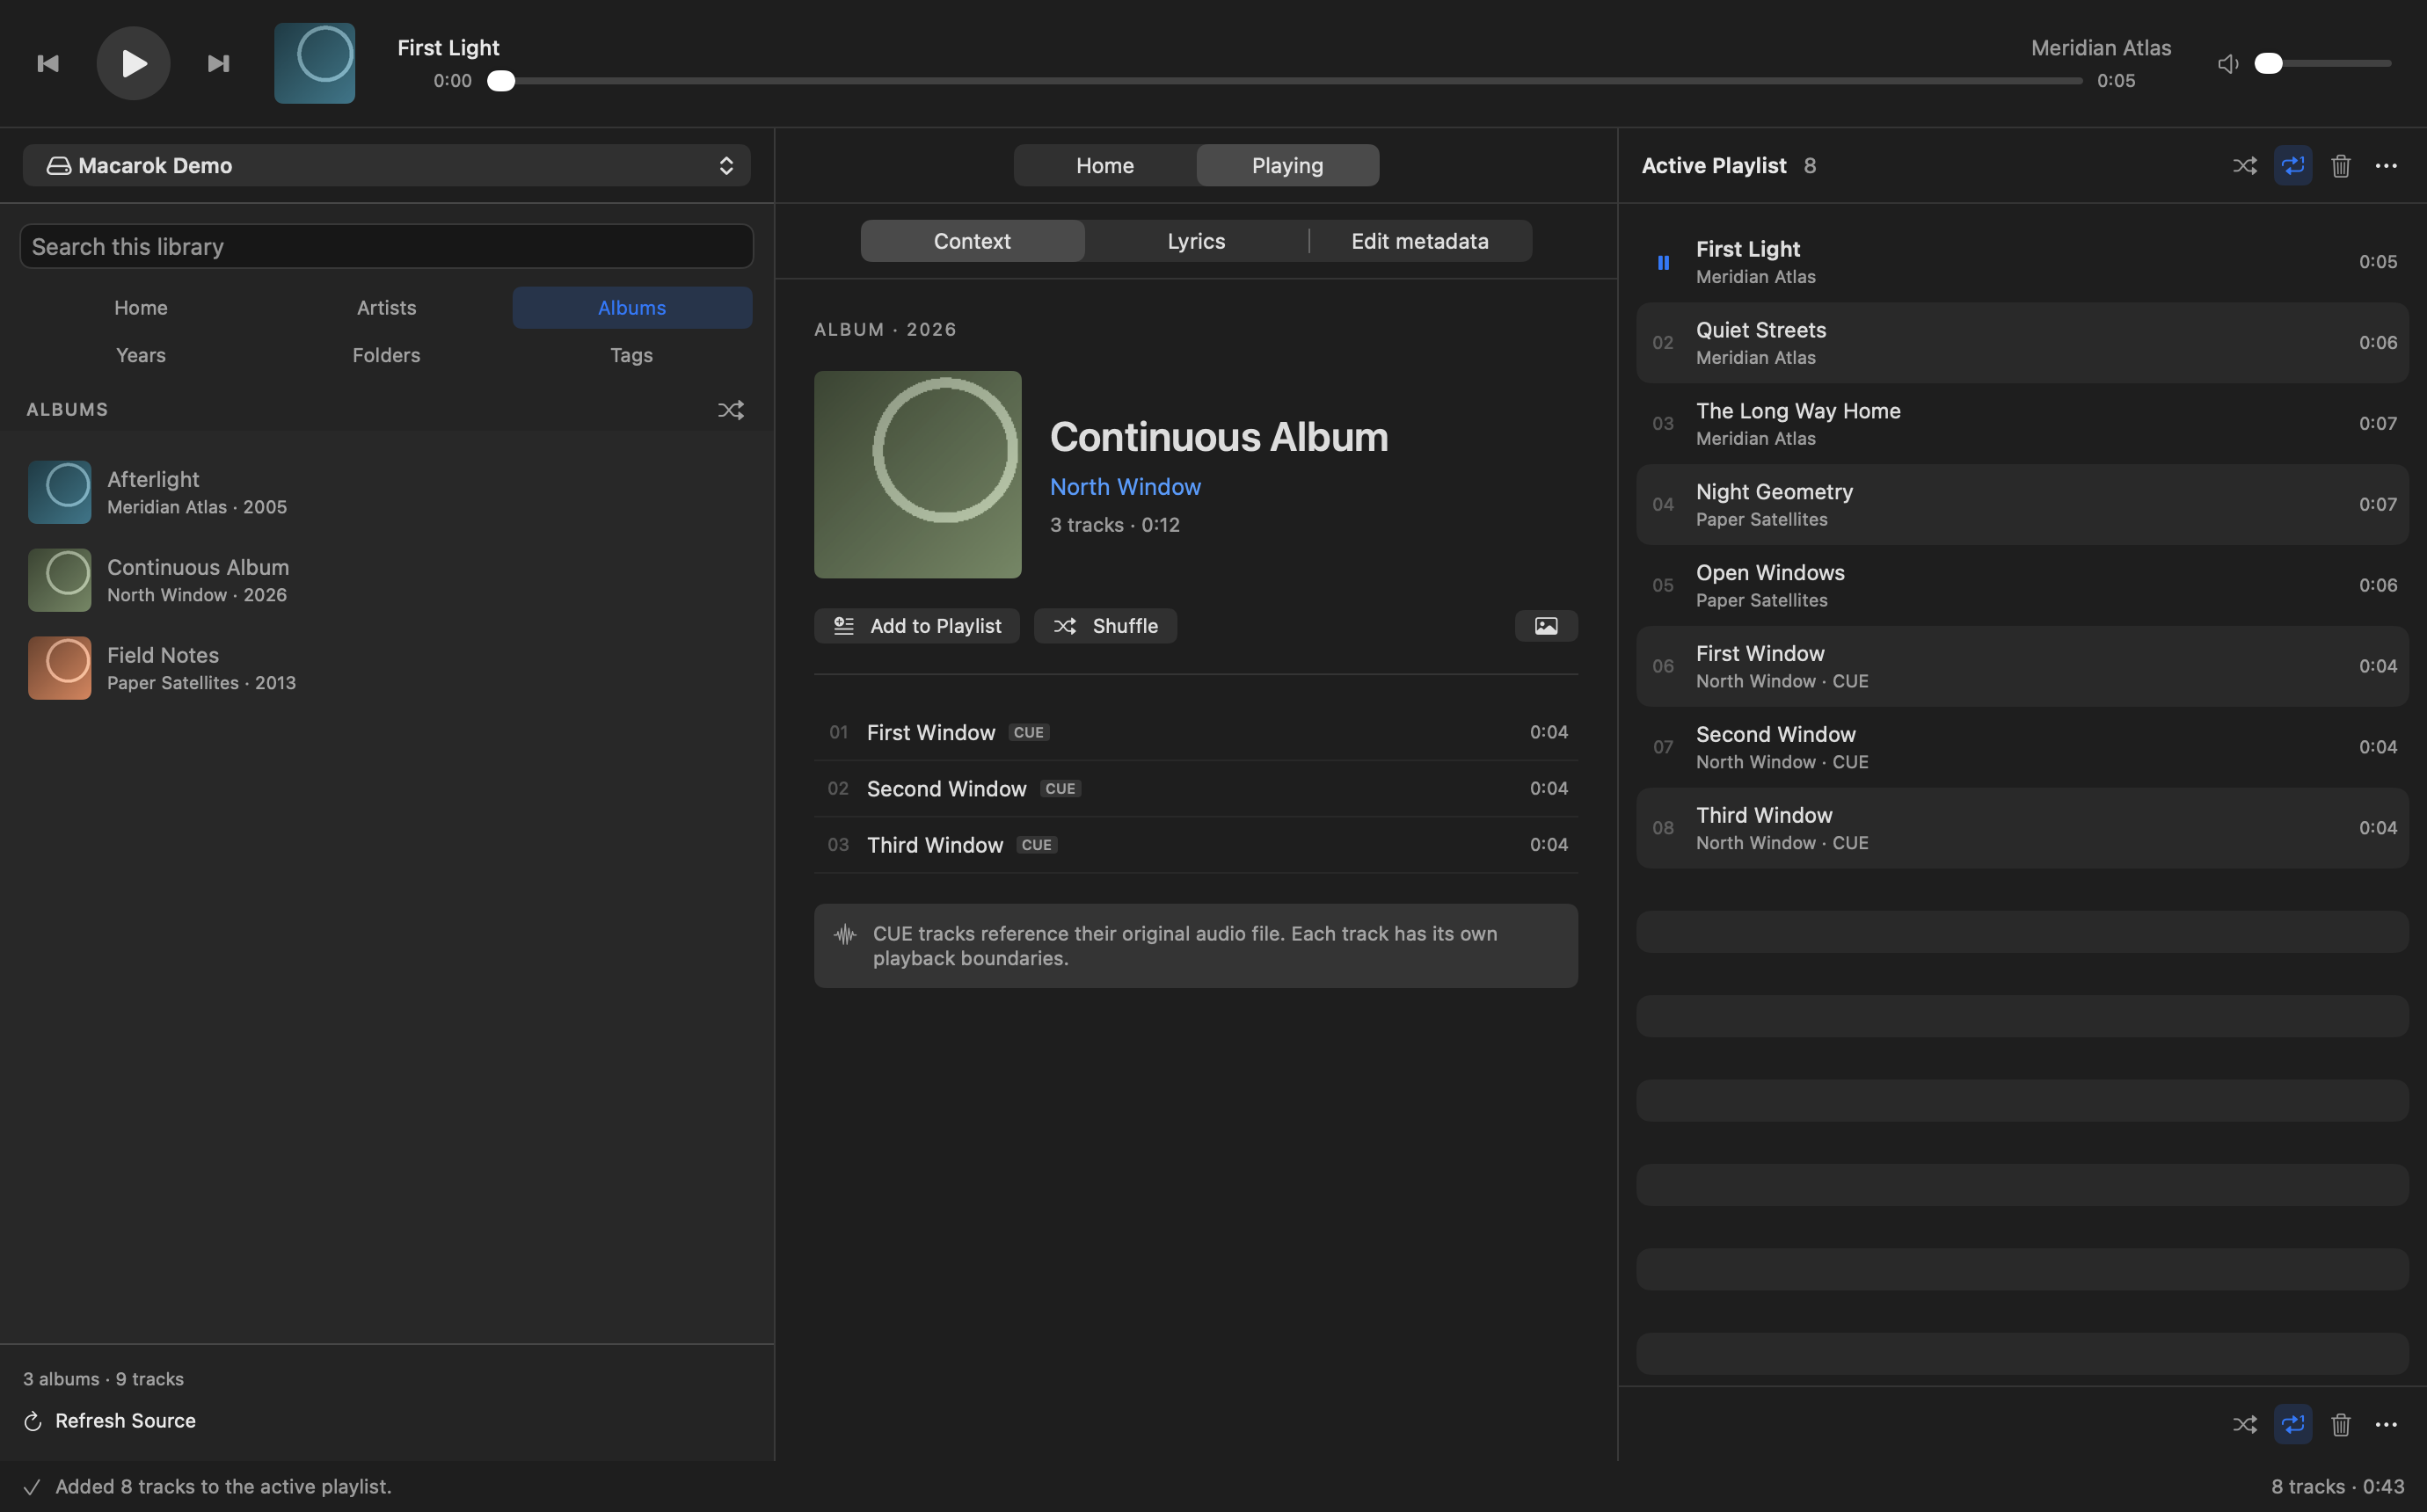 First Light
Meridian Atlas
0:00
0:05
Macarok Demo
Search this library
Home
Artists
Albums
Years
Folders
Tags
ALBUMS
Afterlight
Meridian Atlas · 2005
Continuous Album
North Window · 2026
Field Notes
Paper Satellites · 2013
3 albums · 9 tracks
Refresh Source
Home
Playing
Context
Lyrics
Edit metadata
ALBUM · 2026
Continuous Album
North Window
3 tracks · 0:12
Add to Playlist
Shuffle
01 First Window CUE 0:04
02 Second Window CUE 0:04
03 Third Window CUE 0:04
CUE tracks reference their original audio file. Each track has its own
playback boundaries.
Active Playlist 8
First Light
Meridian Atlas
0:05
02 Quiet Streets
Meridian Atlas
0:06
03 The Long Way Home
Meridian Atlas
0:07
04 Night Geometry
Paper Satellites
0:07
05 Open Windows
Paper Satellites
0:06
06 First Window
North Window · CUE
0:04
07 Second Window
North Window · CUE
0:04
08 Third Window
North Window · CUE
0:04
Added 8 tracks to the active playlist.
8 tracks · 0:43